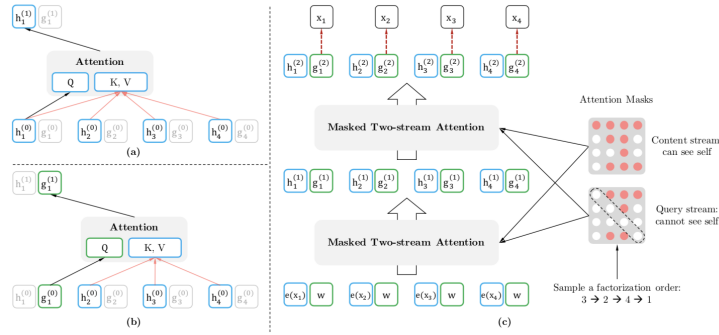 h₁⁽¹⁾ g₁⁽¹⁾
Attention
Q K, V
h₁⁽⁰⁾ g₁⁽⁰⁾ h₂⁽⁰⁾ g₂⁽⁰⁾ h₃⁽⁰⁾ g₃⁽⁰⁾ h₄⁽⁰⁾ g₄⁽⁰⁾
(a)
h₁⁽¹⁾ g₁⁽¹⁾
Attention
Q K, V
h₁⁽⁰⁾ g₁⁽⁰⁾ h₂⁽⁰⁾ g₂⁽⁰⁾ h₃⁽⁰⁾ g₃⁽⁰⁾ h₄⁽⁰⁾ g₄⁽⁰⁾
(b)
x₁ x₂ x₃ x₄
h₁⁽²⁾ g₁⁽²⁾ h₂⁽²⁾ g₂⁽²⁾ h₃⁽²⁾ g₃⁽²⁾ h₄⁽²⁾ g₄⁽²⁾
Masked Two-stream Attention
h₁⁽¹⁾ g₁⁽¹⁾ h₂⁽¹⁾ g₂⁽¹⁾ h₃⁽¹⁾ g₃⁽¹⁾ h₄⁽¹⁾ g₄⁽¹⁾
Masked Two-stream Attention
e(x₁) w e(x₂) w e(x₃) w e(x₄) w
(c)
Attention Masks
Content stream
can see self
Query stream:
cannot see self
Sample a factorization order:
3 → 2 → 4 → 1